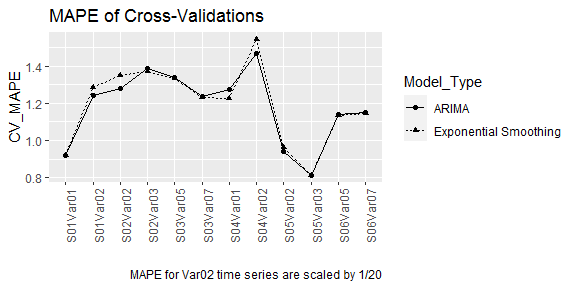 MAPE of Cross-Validations
CV_MAPE
1.4
1.2
1.0
0.8
S01Var01
S01Var02
S02Var02
S02Var03
S03Var05
S03Var07
S04Var01
S04Var02
S05Var02
S05Var03
S06Var05
S06Var07
Model_Type
ARIMA
Exponential Smoothing
MAPE for Var02 time series are scaled by 1/20